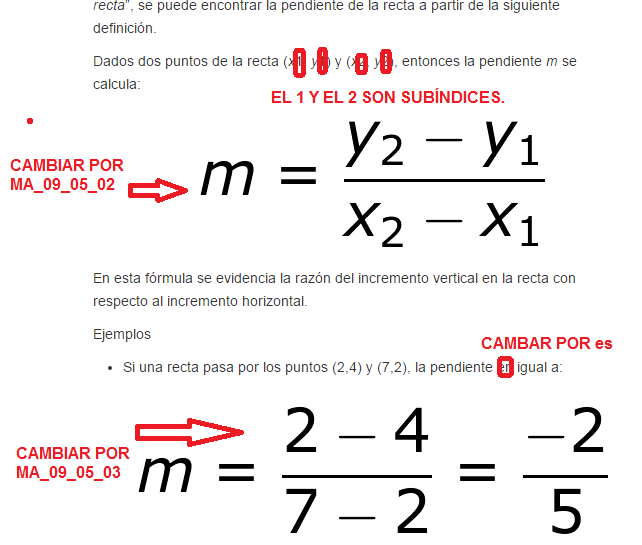 recta", se puede encontrar la pendiente de la recta a partir de la siguiente
definición.
Dados dos puntos de la recta (x1, y1) y (x2, y2), entonces la pendiente m se
calcula:
EL 1 Y EL 2 SON SUBÍNDICES.
CAMBIAR POR
MA_09_05_02
m = (y₂ − y₁) / (x₂ − x₁)
En esta fórmula se evidencia la razón del incremento vertical en la recta con
respecto al incremento horizontal.
Ejemplos
CAMBAR POR es
• Si una recta pasa por los puntos (2,4) y (7,2), la pendiente igual a:
CAMBIAR POR
MA_09_05_03
m = (2 − 4) / (7 − 2) = −2 / 5